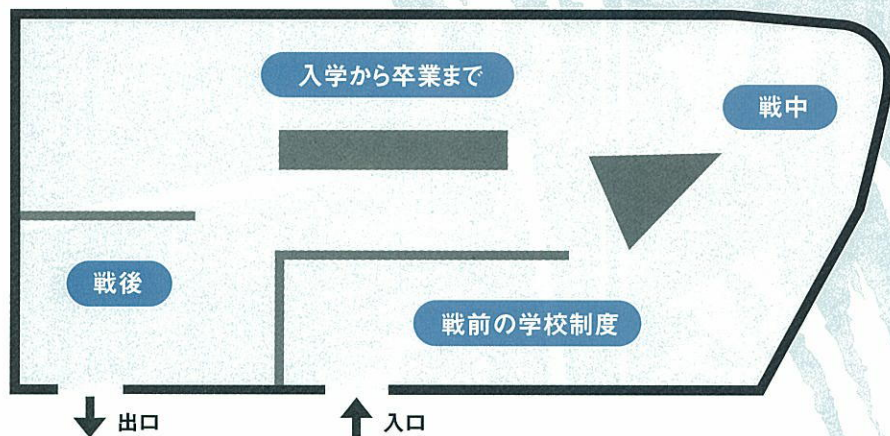 入学から卒業まで
戦中
戦後
戦前の学校制度
出口
入口